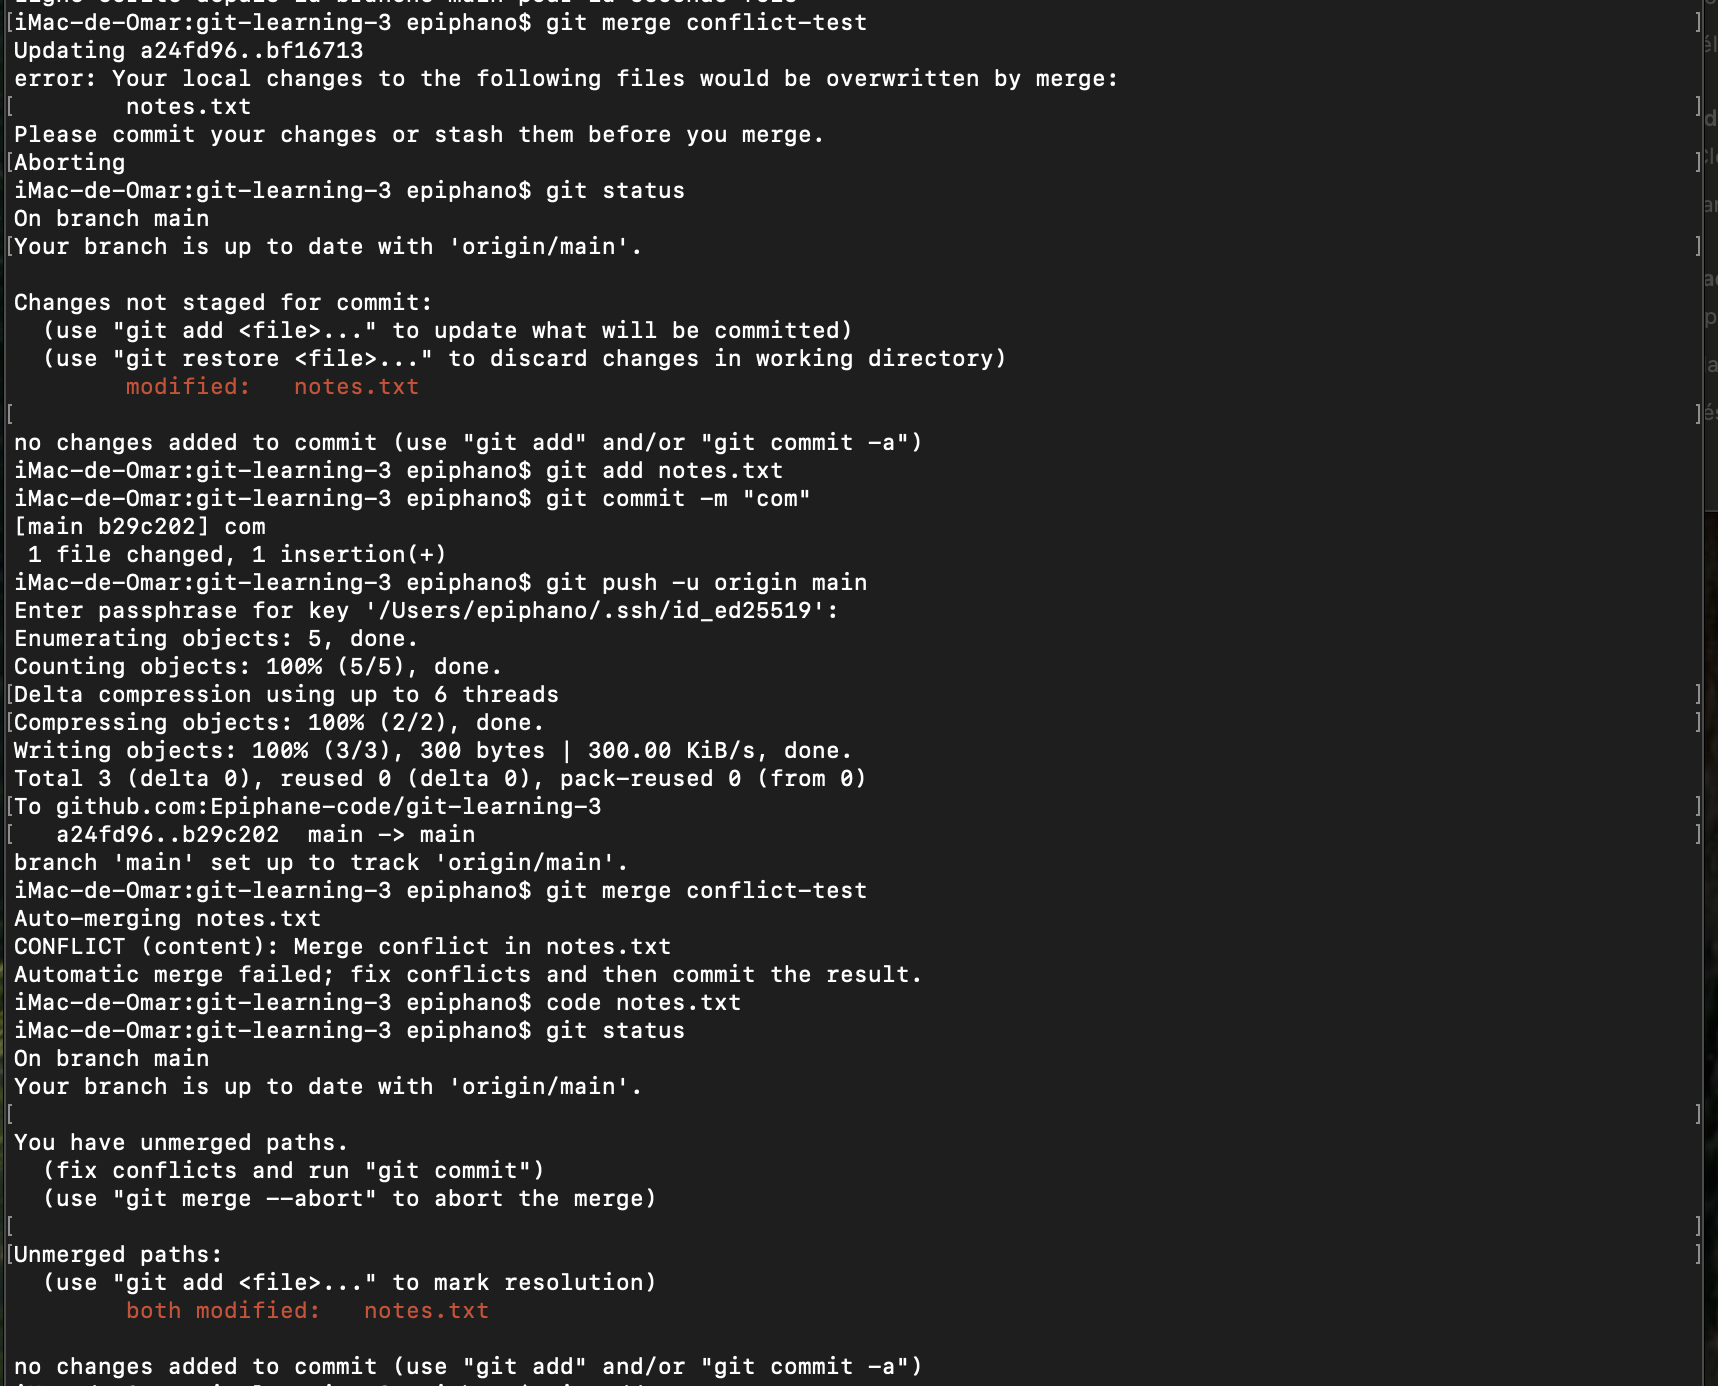 iMac-de-Omar:git-learning-3 epiphano$ git merge conflict-test
Updating a24fd96..bf16713
error: Your local changes to the following files would be overwritten by merge:
        notes.txt
Please commit your changes or stash them before you merge.
Aborting
iMac-de-Omar:git-learning-3 epiphano$ git status
On branch main
Your branch is up to date with 'origin/main'.

Changes not staged for commit:
  (use "git add <file>..." to update what will be committed)
  (use "git restore <file>..." to discard changes in working directory)
        modified:   notes.txt

no changes added to commit (use "git add" and/or "git commit -a")
iMac-de-Omar:git-learning-3 epiphano$ git add notes.txt
iMac-de-Omar:git-learning-3 epiphano$ git commit -m "com"
[main b29c202] com
 1 file changed, 1 insertion(+)
iMac-de-Omar:git-learning-3 epiphano$ git push -u origin main
Enter passphrase for key '/Users/epiphano/.ssh/id_ed25519':
Enumerating objects: 5, done.
Counting objects: 100% (5/5), done.
Delta compression using up to 6 threads
Compressing objects: 100% (2/2), done.
Writing objects: 100% (3/3), 300 bytes | 300.00 KiB/s, done.
Total 3 (delta 0), reused 0 (delta 0), pack-reused 0 (from 0)
To github.com:Epiphane-code/git-learning-3
   a24fd96..b29c202  main -> main
branch 'main' set up to track 'origin/main'.
iMac-de-Omar:git-learning-3 epiphano$ git merge conflict-test
Auto-merging notes.txt
CONFLICT (content): Merge conflict in notes.txt
Automatic merge failed; fix conflicts and then commit the result.
iMac-de-Omar:git-learning-3 epiphano$ code notes.txt
iMac-de-Omar:git-learning-3 epiphano$ git status
On branch main
Your branch is up to date with 'origin/main'.

You have unmerged paths.
  (fix conflicts and run "git commit")
  (use "git merge --abort" to abort the merge)

Unmerged paths:
  (use "git add <file>..." to mark resolution)
        both modified:   notes.txt

no changes added to commit (use "git add" and/or "git commit -a")